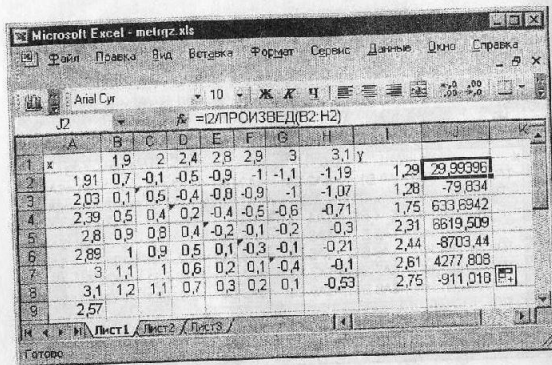 Microsoft Excel - metrgz.xls
Файл Правка Вид Вставка Формат Сервис Данные Окно Справка
Arial Cyr 10 Ж К Ч
J2 fx =I2/ПРОИЗВЕД(B2:H2)
A B C D E F G H I J K
1 x 1,9 2 2,4 2,8 2,9 3 3,1 y
2 1,91 0,7 -0,1 -0,5 -0,9 -1 -1,1 -1,19 1,29 29,99396
3 2,03 0,1 0,5 -0,4 -0,8 -0,9 -1 -1,07 1,28 -79,834
4 2,39 0,5 0,4 0,2 -0,4 -0,5 -0,6 -0,71 1,75 633,6942
5 2,8 0,9 0,8 0,4 -0,2 -0,1 -0,2 -0,3 2,31 6619,509
6 2,89 1 0,9 0,5 0,1 -0,3 -0,1 -0,21 2,44 -8703,44
7 3 1,1 1 0,6 0,2 0,1 -0,4 -0,1 2,61 4277,808
8 3,1 1,2 1,1 0,7 0,3 0,2 0,1 -0,53 2,75 -911,018
9 2,57
Лист1 Лист2 Лист3
Готово